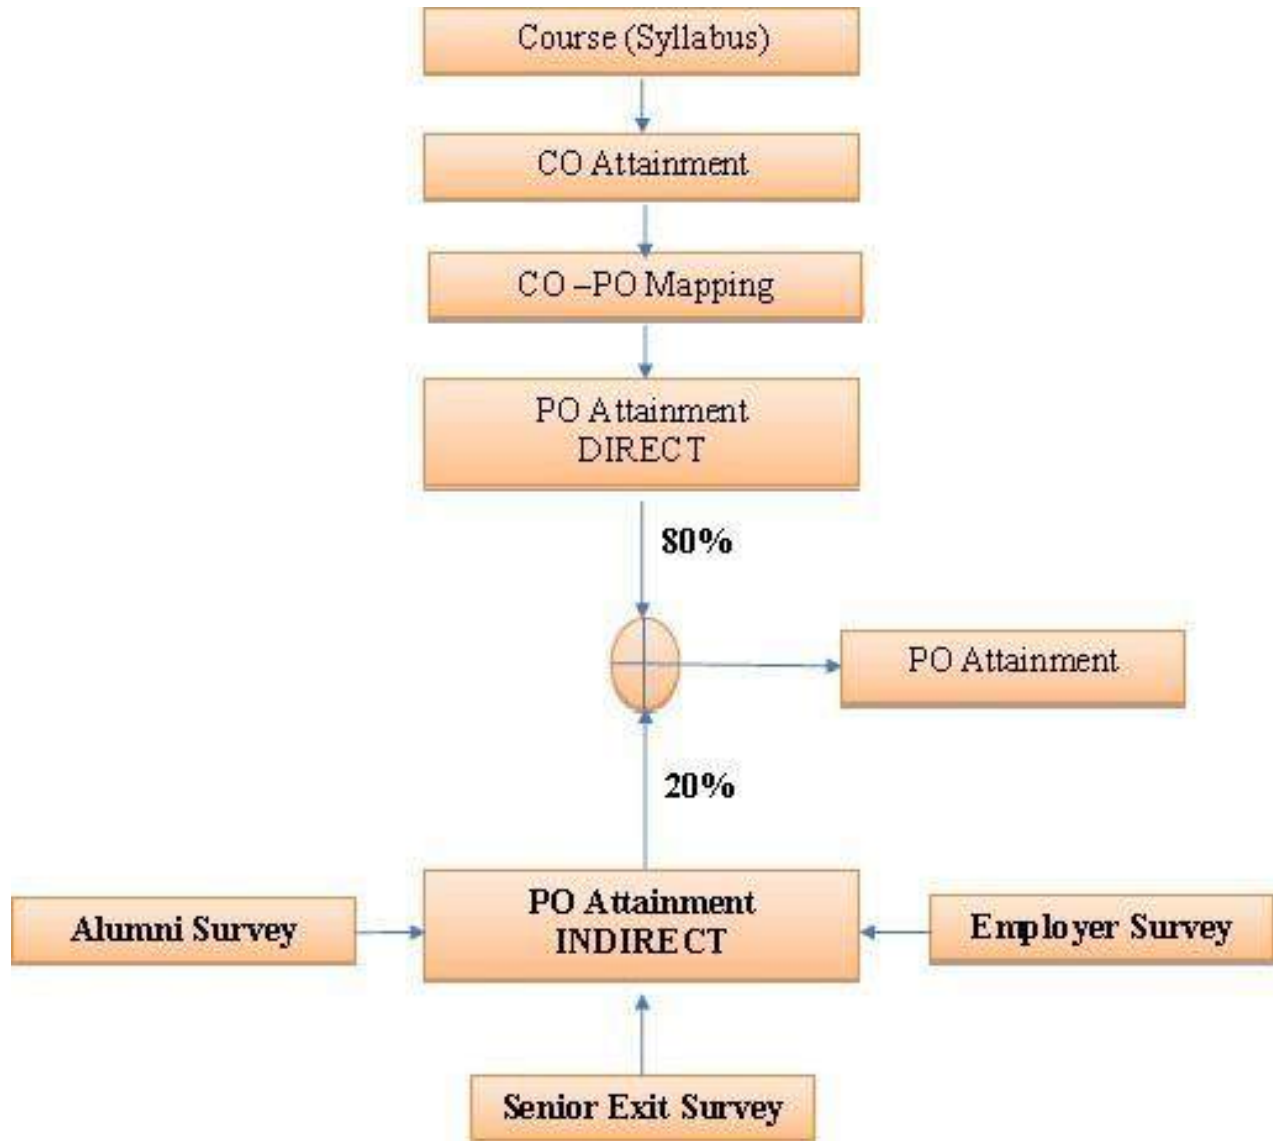 Course (Syllabus)
CO Attainment
CO –PO Mapping
PO Attainment
DIRECT
80%
PO Attainment
20%
PO Attainment
INDIRECT
Alumni Survey
Employer Survey
Senior Exit Survey